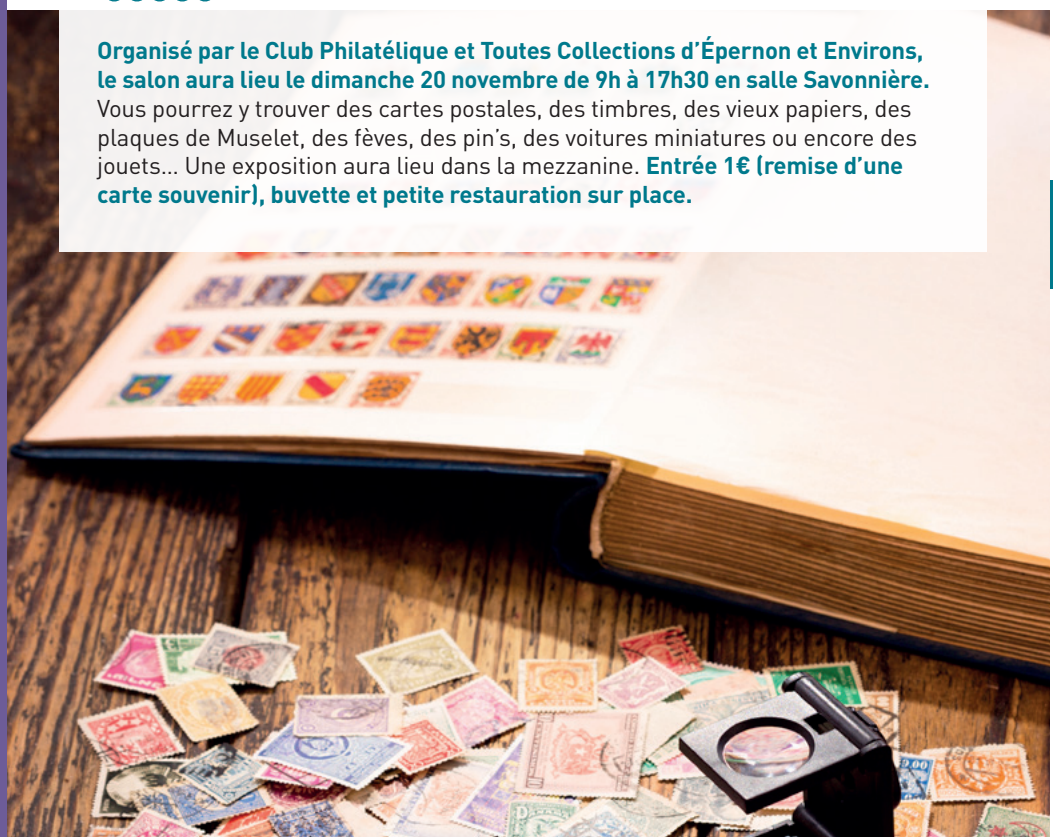 Organisé par le Club Philatélique et Toutes Collections d’Épernon et Environs,
le salon aura lieu le dimanche 20 novembre de 9h à 17h30 en salle Savonnière.
Vous pourrez y trouver des cartes postales, des timbres, des vieux papiers, des
plaques de Muselet, des fèves, des pin’s, des voitures miniatures ou encore des
jouets... Une exposition aura lieu dans la mezzanine. Entrée 1€ (remise d’une
carte souvenir), buvette et petite restauration sur place.